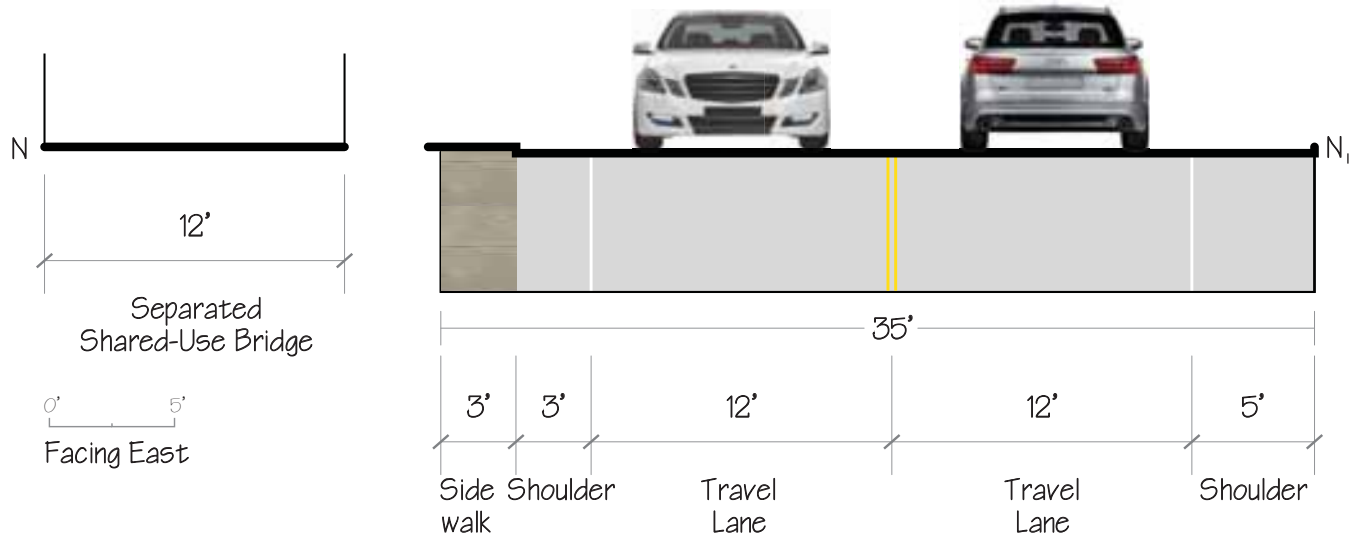 N
12’
Separated
Shared-Use Bridge
0’ 5’
Facing East
N,
35’
3’ 3’ 12’ 12’ 5’
Side Shoulder Travel Travel Shoulder
walk Lane Lane